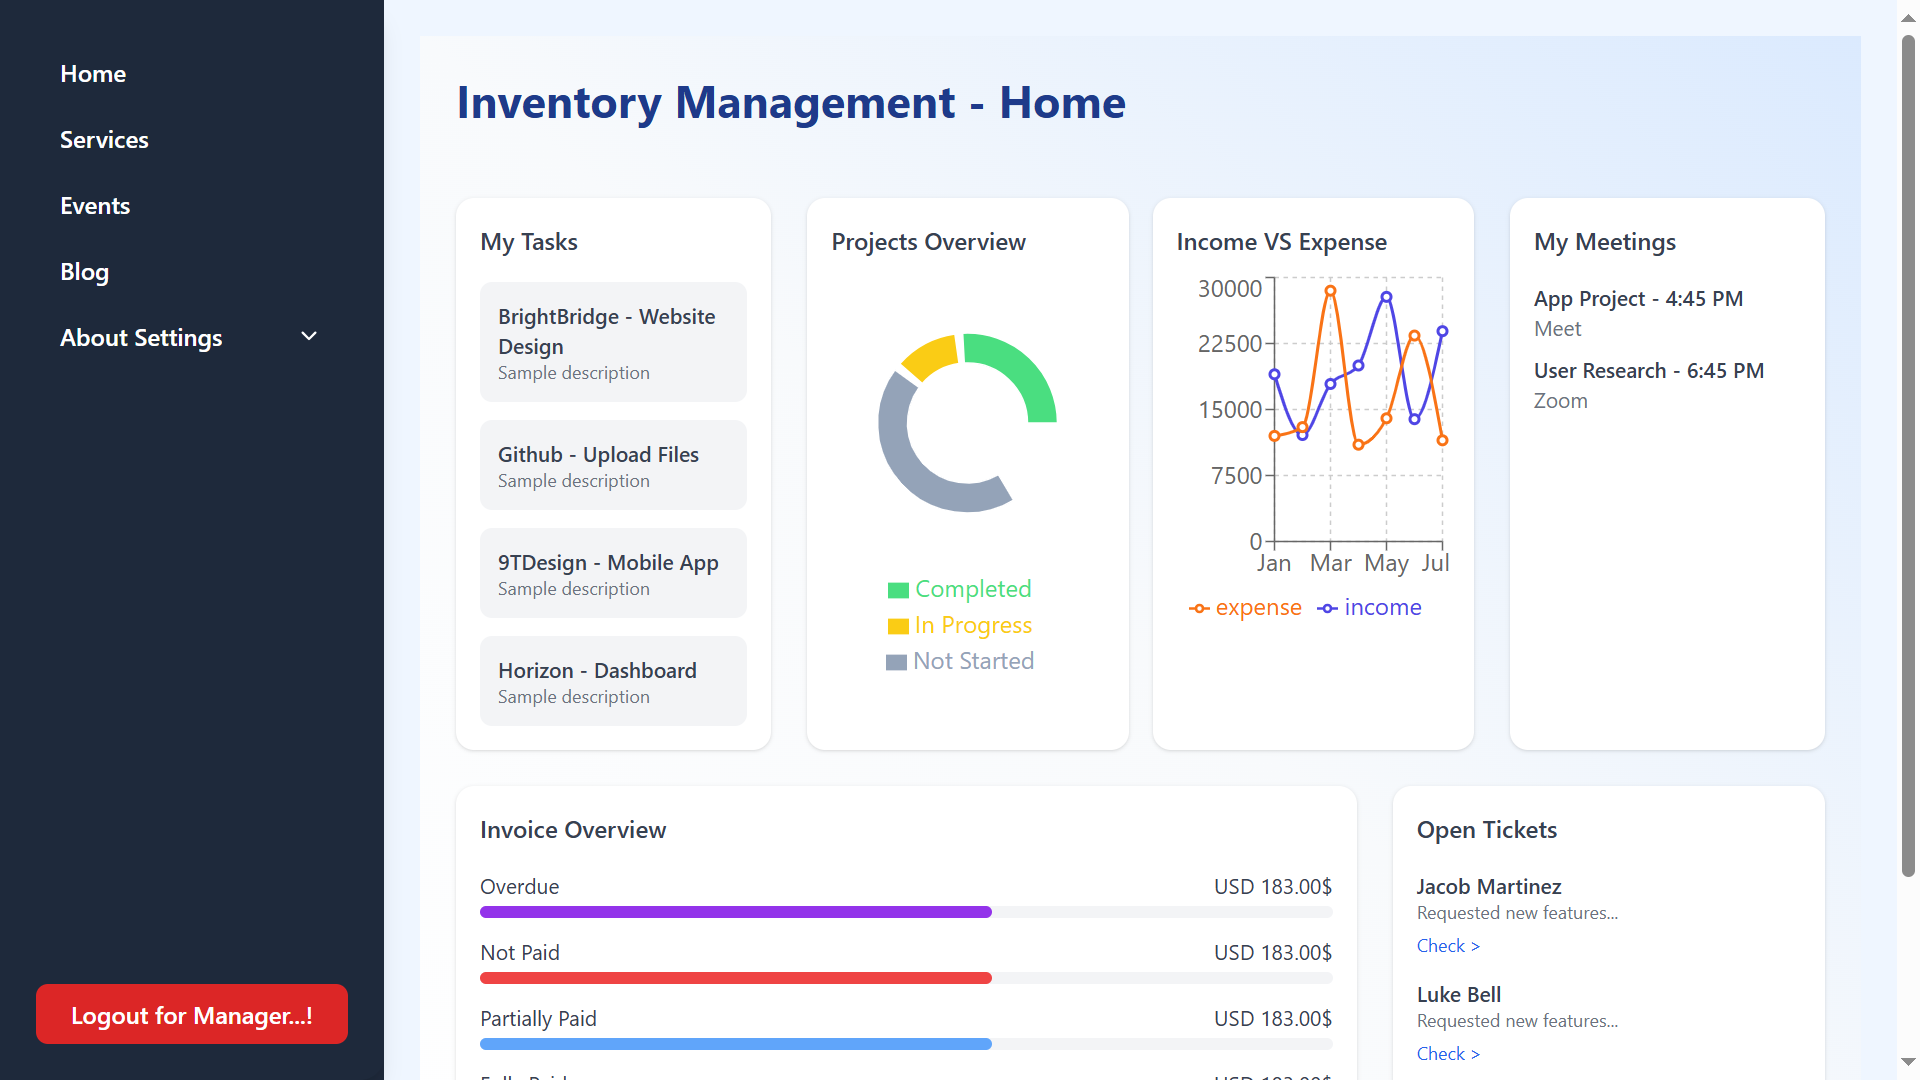 Home
Services
Events
Blog
About Settings
Logout for Manager...!
Inventory Management - Home
My Tasks
BrightBridge - Website
Design
Sample description
Github - Upload Files
Sample description
9TDesign - Mobile App
Sample description
Horizon - Dashboard
Sample description
Projects Overview
Completed
In Progress
Not Started
Income VS Expense
30000
22500
15000
7500
0
Jan Mar May Jul
expense income
My Meetings
App Project - 4:45 PM
Meet
User Research - 6:45 PM
Zoom
Invoice Overview
Overdue USD 183.00$
Not Paid USD 183.00$
Partially Paid USD 183.00$
Open Tickets
Jacob Martinez
Requested new features...
Check >
Luke Bell
Requested new features...
Check >